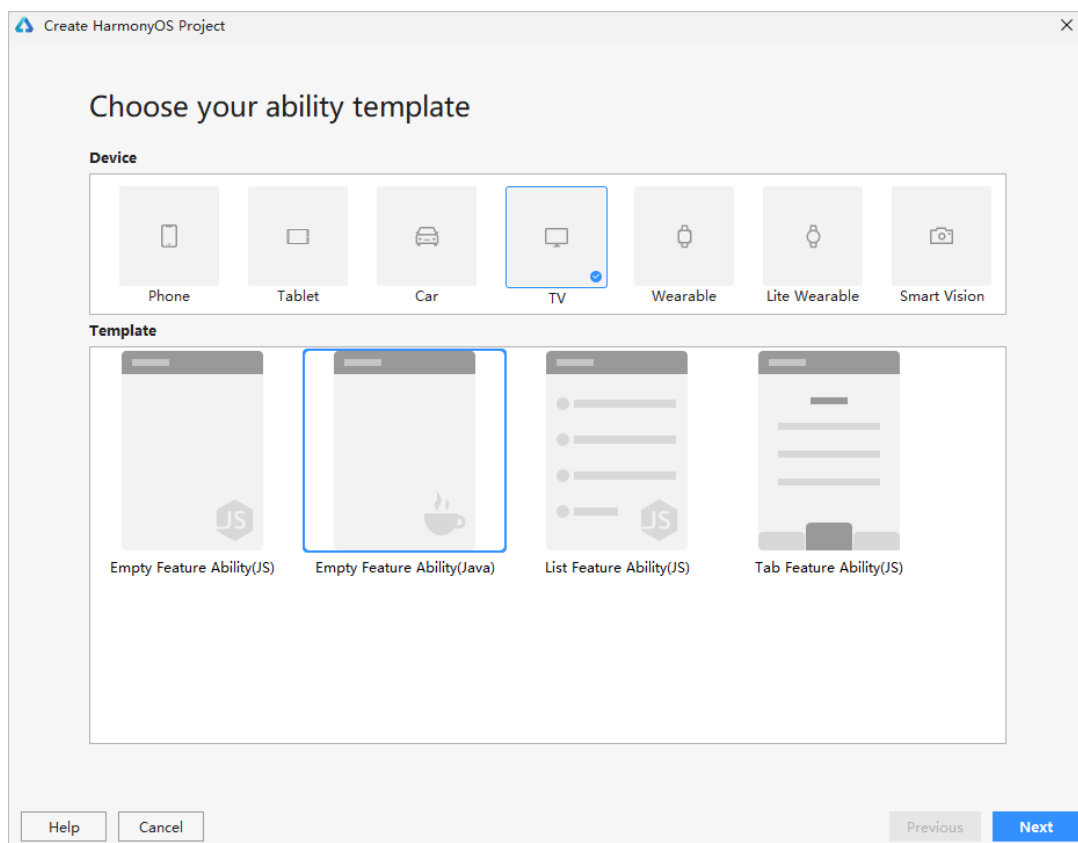 Create HarmonyOS Project
Choose your ability template
Device
Phone Tablet Car TV Wearable Lite Wearable Smart Vision
Template
JS JS
Empty Feature Ability(JS) Empty Feature Ability(Java) List Feature Ability(JS) Tab Feature Ability(JS)
Help Cancel Previous Next